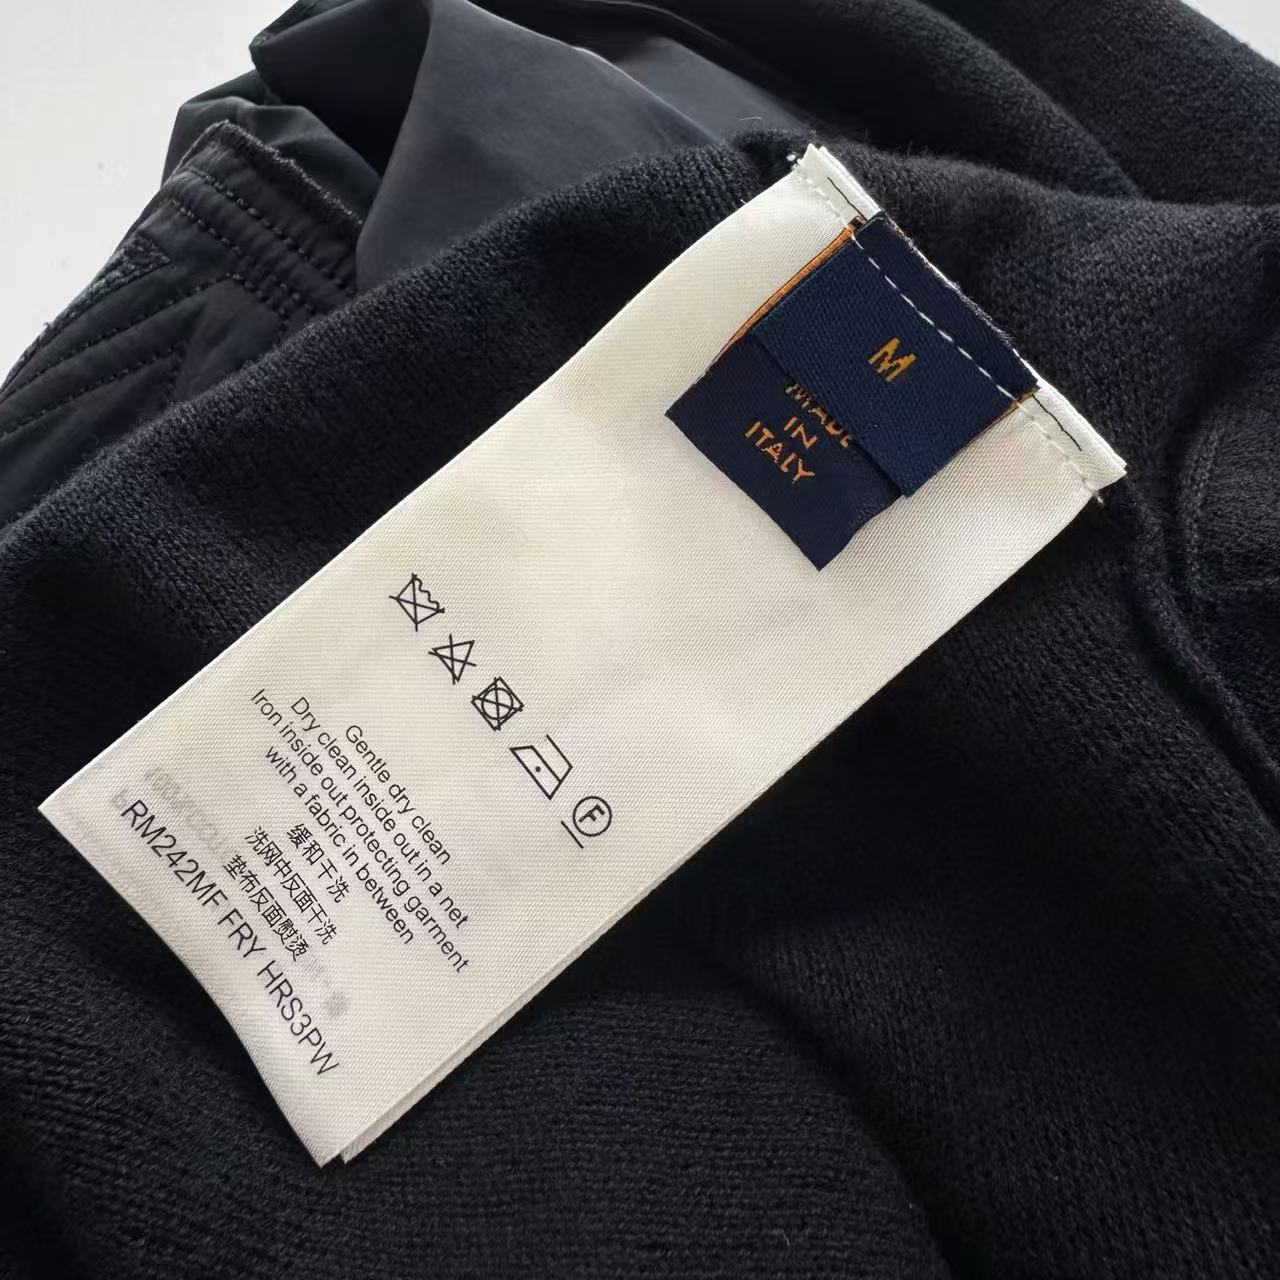 M
MADE
IN
ITALY
F
Gentle dry clean
Dry clean inside out in a net
Iron inside out protecting garment
with a fabric in between
缓和干洗
洗网中反面干洗
垫布反面熨烫
RM242MF FRY HRS3PW